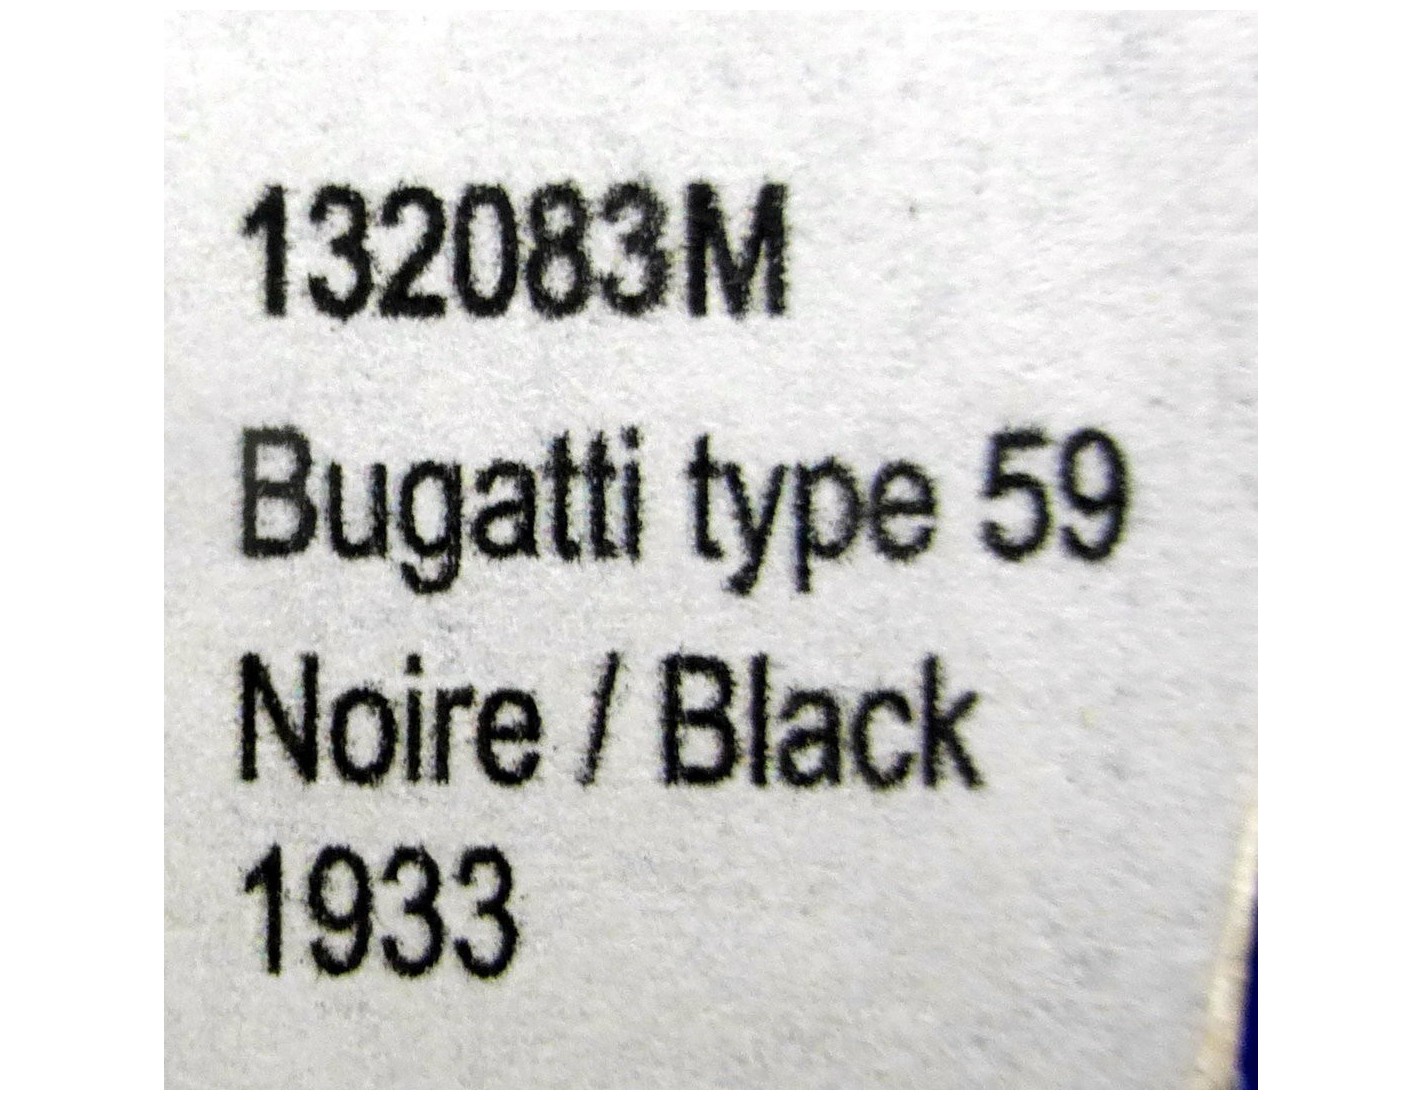 132083M
Bugatti type 59
Noire / Black
1933